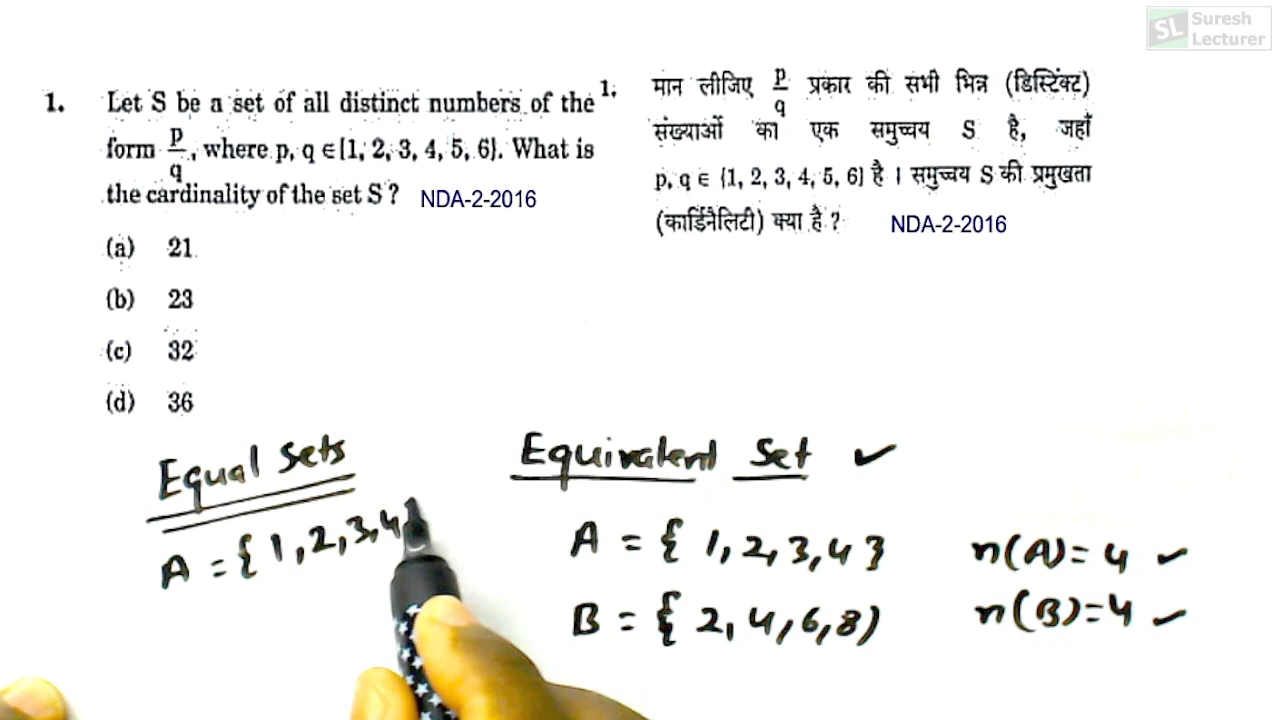 SL Suresh
Lecturer
1. Let S be a set of all distinct numbers of the
form p/q, where p, q ∈ {1, 2, 3, 4, 5, 6}. What is
the cardinality of the set S ? NDA-2-2016
(a) 21
(b) 23
(c) 32
(d) 36
1. मान लीजिए p/q प्रकार की सभी भिन्न (डिस्टिंक्ट)
संख्याओं का एक समुच्चय S है, जहाँ
p, q ∈ {1, 2, 3, 4, 5, 6} है । समुच्चय S की प्रमुखता
(कार्डिनैलिटी) क्या है ? NDA-2-2016
Equal Sets
A = { 1, 2, 3, 4
Equivalent Set ✓
A = { 1, 2, 3, 4 } n(A) = 4 ✓
B = { 2, 4, 6, 8 ) n(B) = 4 ✓